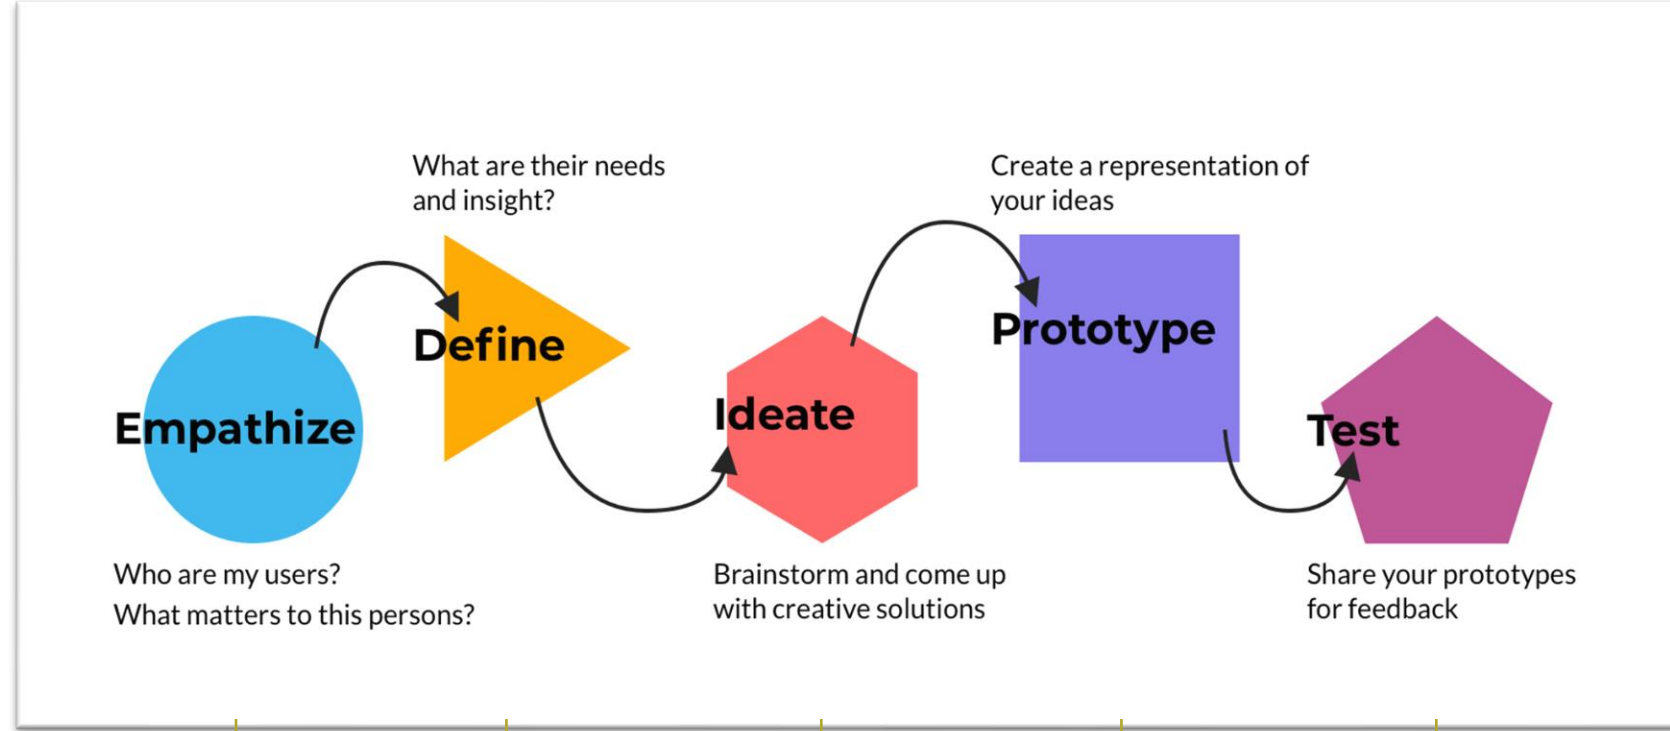 Empathize
Who are my users?
What matters to this persons?
What are their needs
and insight?
Define
Ideate
Brainstorm and come up
with creative solutions
Create a representation of
your ideas
Prototype
Test
Share your prototypes
for feedback